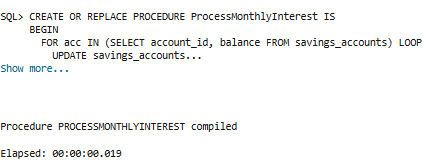 SQL> CREATE OR REPLACE PROCEDURE ProcessMonthlyInterest IS
BEGIN
FOR acc IN (SELECT account_id, balance FROM savings_accounts) LOOP
UPDATE savings_accounts...
Show more...
Procedure PROCESSMONTHLYINTEREST compiled
Elapsed: 00:00:00.019